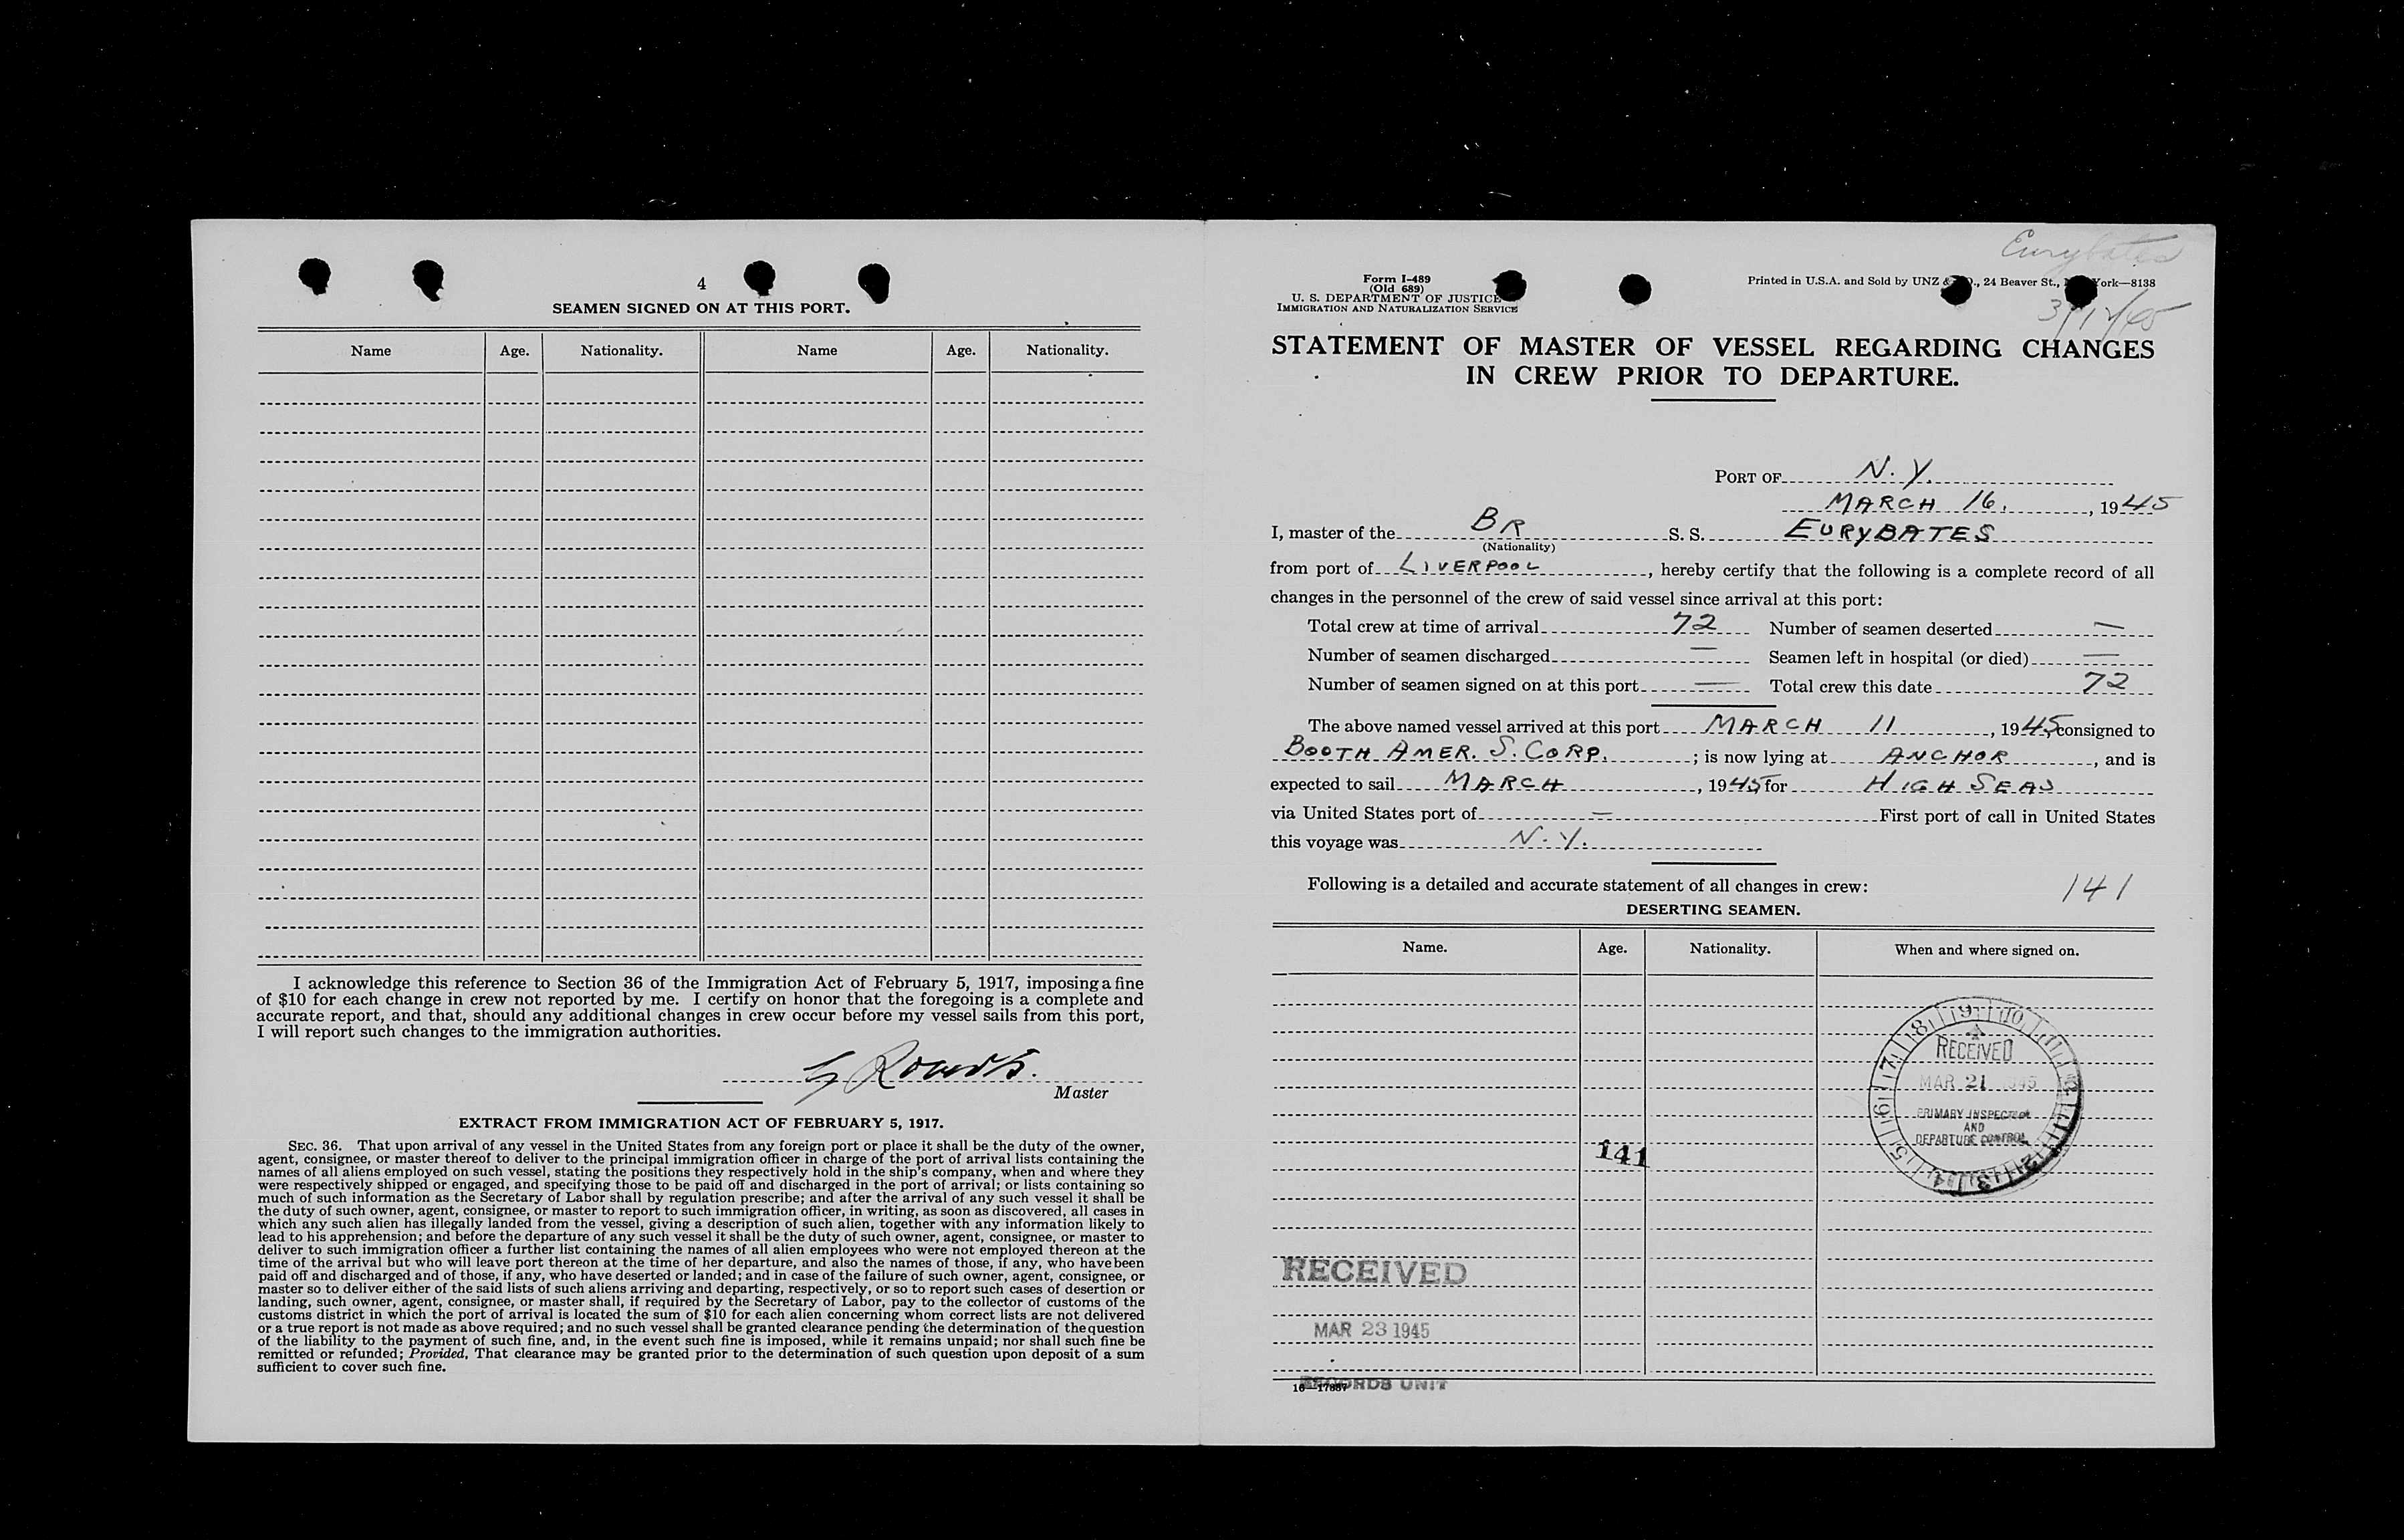 4
SEAMEN SIGNED ON AT THIS PORT.
Name Age. Nationality. Name Age. Nationality.
I acknowledge this reference to Section 36 of the Immigration Act of February 5, 1917, imposing a fine
of $10 for each change in crew not reported by me. I certify on honor that the foregoing is a complete and
accurate report, and that, should any additional changes in crew occur before my vessel sails from this port,
I will report such changes to the immigration authorities.
Master
EXTRACT FROM IMMIGRATION ACT OF FEBRUARY 5, 1917.
SEC. 36. That upon arrival of any vessel in the United States from any foreign port or place it shall be the duty of the owner,
agent, consignee, or master thereof to deliver to the principal immigration officer in charge of the port of arrival lists containing the
names of all aliens employed on such vessel, stating the positions they respectively hold in the ship's company, when and where they
were respectively shipped or engaged, and specifying those to be paid off and discharged in the port of arrival; or lists containing so
much of such information as the Secretary of Labor shall by regulation prescribe; and after the arrival of any such vessel it shall be
the duty of such owner, agent, consignee, or master to report to such immigration officer, in writing, as soon as discovered, all cases in
which any such alien has illegally landed from the vessel, giving a description of such alien, together with any information likely to
lead to his apprehension; and before the departure of any such vessel it shall be the duty of such owner, agent, consignee, or master to
deliver to such immigration officer a further list containing the names of all alien employees who were not employed thereon at the
time of the arrival but who will leave port thereon at the time of her departure, and also the names of those, if any, who have been
paid off and discharged and of those, if any, who have deserted or landed; and in case of the failure of such owner, agent, consignee, or
master so to deliver either of the said lists of such aliens arriving and departing, respectively, or so to report such cases of desertion or
landing, such owner, agent, consignee, or master shall, if required by the Secretary of Labor, pay to the collector of customs of the
customs district in which the port of arrival is located the sum of $10 for each alien concerning whom correct lists are not delivered
or a true report is not made as above required; and no such vessel shall be granted clearance pending the determination of the question
of the liability to the payment of such fine, and, in the event such fine is imposed, while it remains unpaid; nor shall such fine be
remitted or refunded; Provided, That clearance may be granted prior to the determination of such question upon deposit of a sum
sufficient to cover such fine.
Eurybates
Form I-489
(Old 689)
U. S. DEPARTMENT OF JUSTICE
IMMIGRATION AND NATURALIZATION SERVICE
Printed in U.S.A. and Sold by UNZ & , 24 Beaver St., York—8138
STATEMENT OF MASTER OF VESSEL REGARDING CHANGES
IN CREW PRIOR TO DEPARTURE.
PORT OF N. Y.
MARCH 16, , 1945
I, master of the BR S. S. EURYBATES
(Nationality)
from port of LIVERPOOL , hereby certify that the following is a complete record of all
changes in the personnel of the crew of said vessel since arrival at this port:
Total crew at time of arrival 72 Number of seamen deserted —
Number of seamen discharged — Seamen left in hospital (or died) —
Number of seamen signed on at this port — Total crew this date 72
The above named vessel arrived at this port MARCH 11 , 1945, consigned to
BOOTH AMER. S. CORP. ; is now lying at ANCHOR , and is
expected to sail MARCH , 1945, for HIGH SEAS
via United States port of — First port of call in United States
this voyage was N. Y.
Following is a detailed and accurate statement of all changes in crew: 141
DESERTING SEAMEN.
Name. Age. Nationality. When and where signed on.
RECEIVED
MAR 21 1945
PRIMARY INSPECTION
AND
DEPARTURE CONTROL
141
RECEIVED
MAR 23 1945
RECORDS UNIT
16—17887